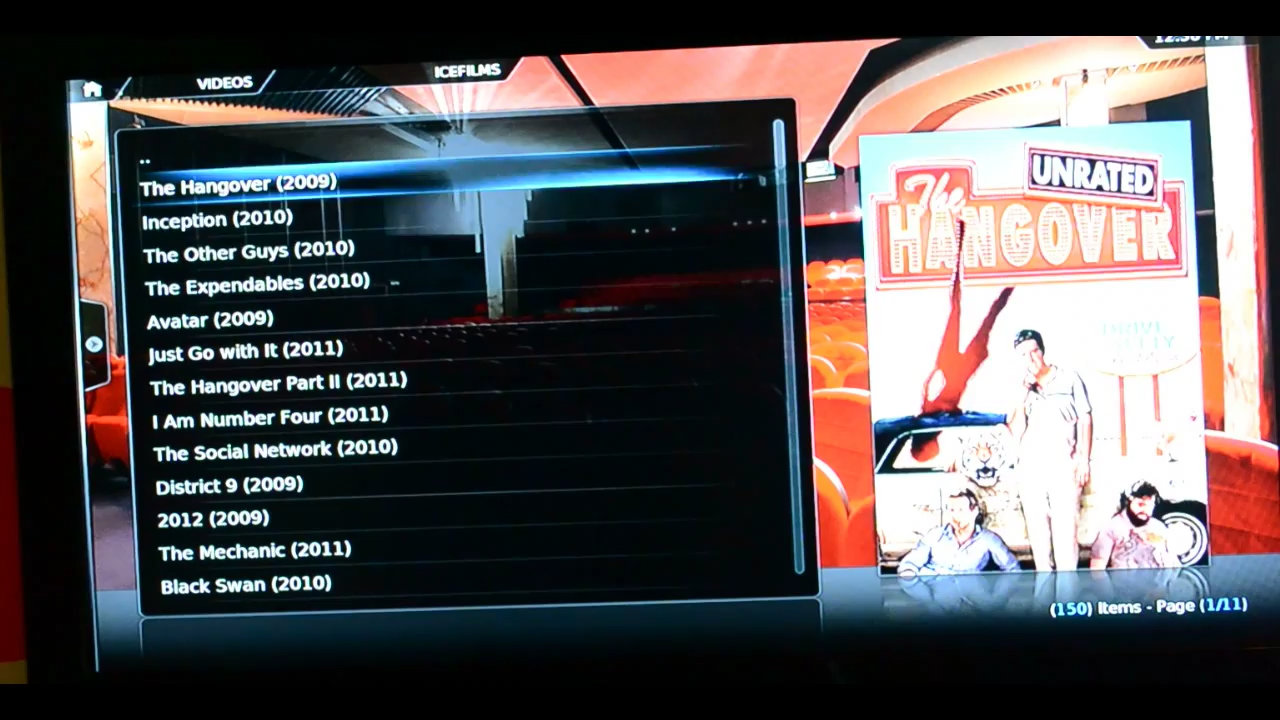 VIDEOS
ICEFILMS
..
The Hangover (2009)
Inception (2010)
The Other Guys (2010)
The Expendables (2010)
Avatar (2009)
Just Go with It (2011)
The Hangover Part II (2011)
I Am Number Four (2011)
The Social Network (2010)
District 9 (2009)
2012 (2009)
The Mechanic (2011)
Black Swan (2010)
UNRATED
The
HANGOVER
(150) Items - Page (1/11)